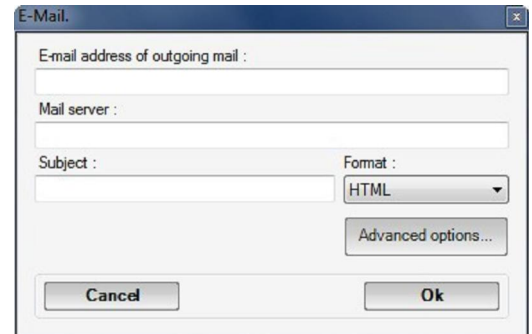 E-Mail.
E-mail address of outgoing mail :
Mail server :
Subject :
Format :
HTML
Advanced options...
Cancel
Ok